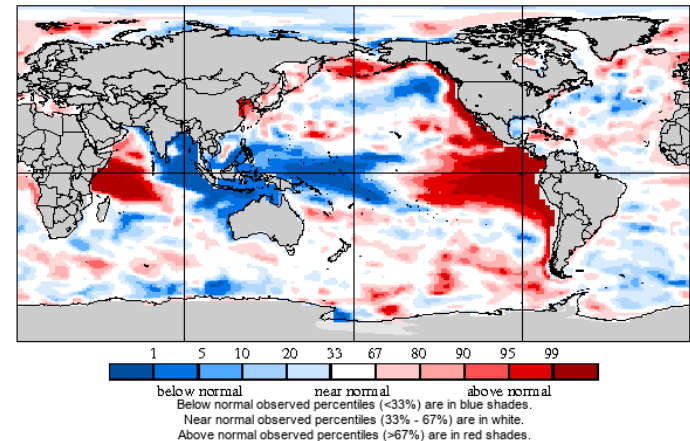 1 5 10 20 33 67 80 90 95 99
below normal near normal above normal
Below normal observed percentiles (<33%) are in blue shades.
Near normal observed percentiles (33% - 67%) are in white.
Above normal observed percentiles (>67%) are in red shades.